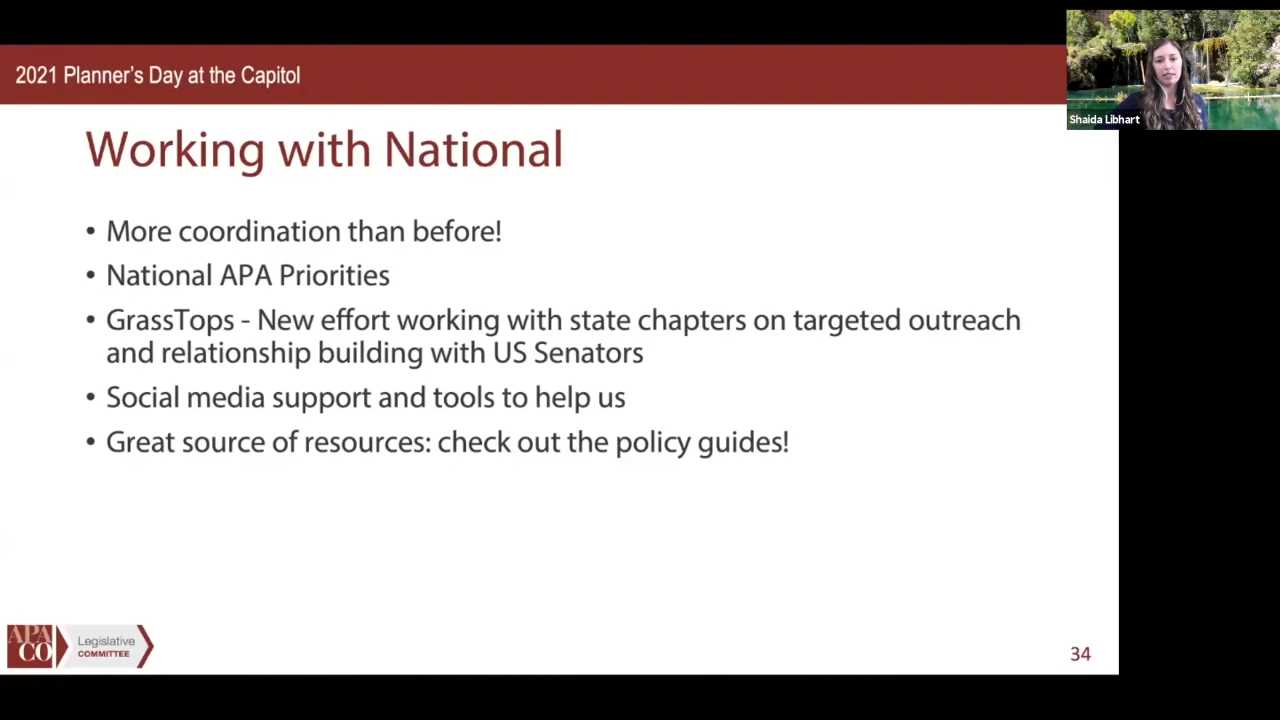 2021 Planner's Day at the Capitol
Shaida Libhart
Working with National
• More coordination than before!
• National APA Priorities
• GrassTops - New effort working with state chapters on targeted outreach
and relationship building with US Senators
• Social media support and tools to help us
• Great source of resources: check out the policy guides!
APA
CO
Legislative
COMMITTEE
34